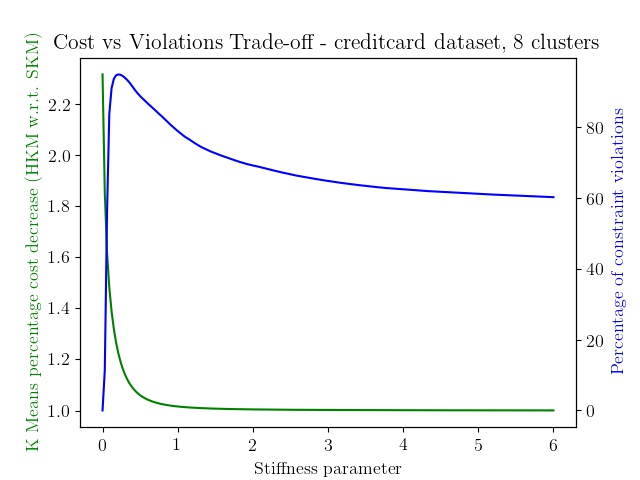 Cost vs Violations Trade-off - creditcard dataset, 8 clusters
K Means percentage cost decrease (HKM w.r.t. SKM)
2.2
2.0
1.8
1.6
1.4
1.2
1.0
80
60
40
20
0
Percentage of constraint violations
0 1 2 3 4 5 6
Stiffness parameter